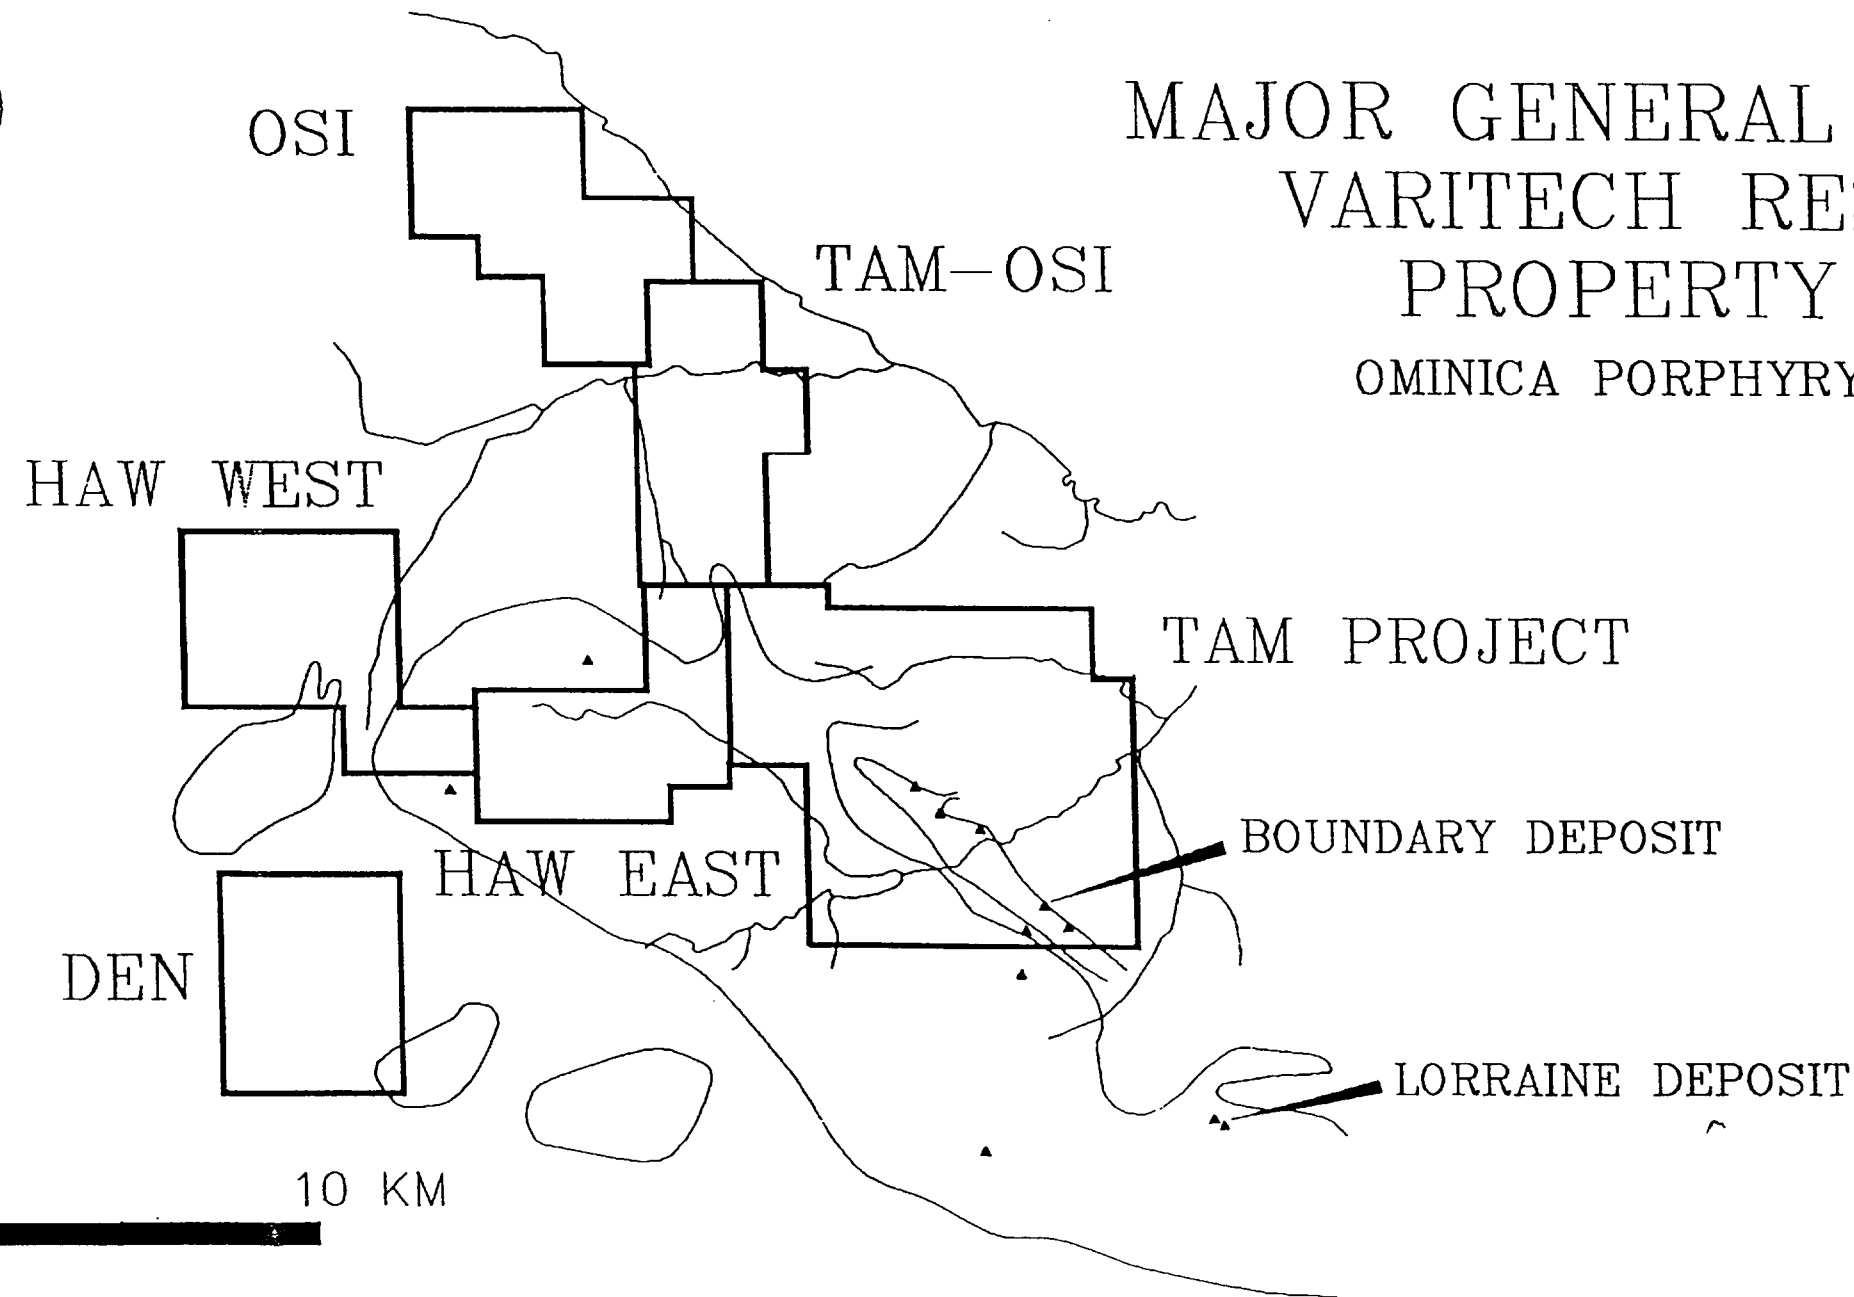 MAJOR GENERAL
OSI
VARITECH
TAM-OSI
PROPERTY
OMINICA PORPHYRY
HAW WEST
TAM PROJECT
BOUNDARY DEPOSIT
HAW EAST
DEN
LORRAINE DEPOSIT
10 KM